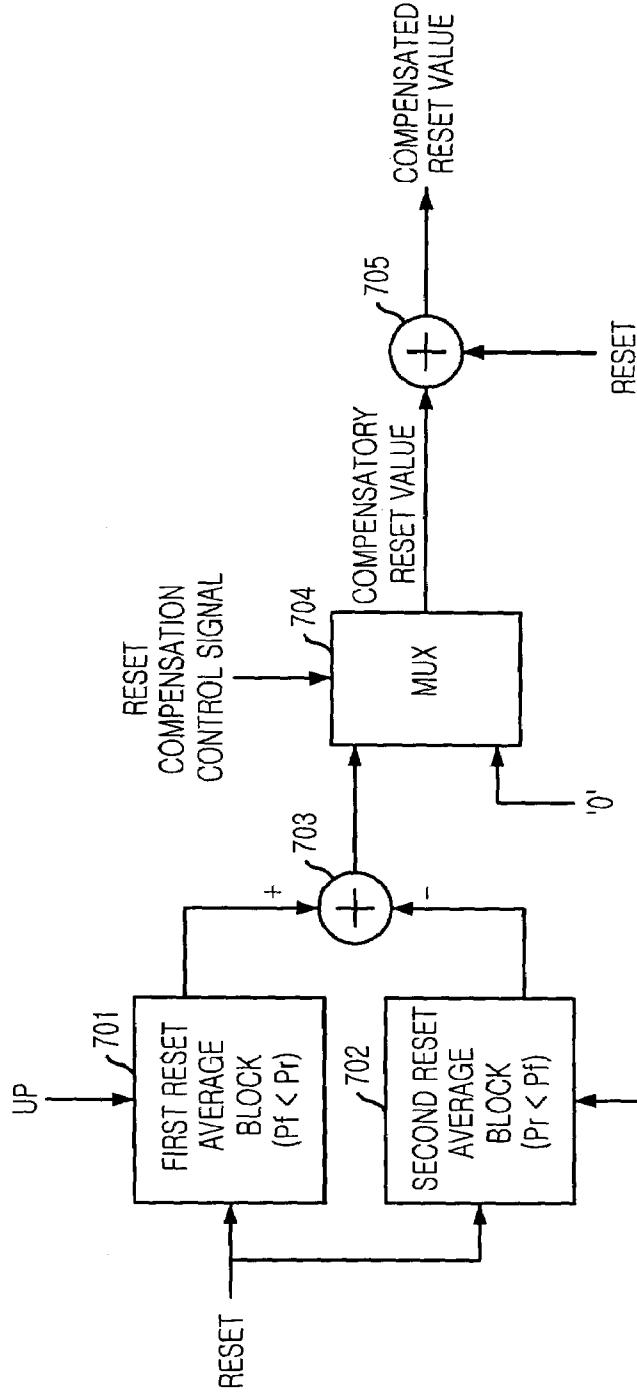 UP
701
FIRST RESET
AVERAGE
BLOCK
(Pf < Pr)
RESET
702
SECOND RESET
AVERAGE
BLOCK
(Pr < Pf)
+
-
703
RESET
COMPENSATION
CONTROL SIGNAL
704
MUX
'0'
COMPENSATORY
RESET VALUE
705
RESET
COMPENSATED
RESET VALUE